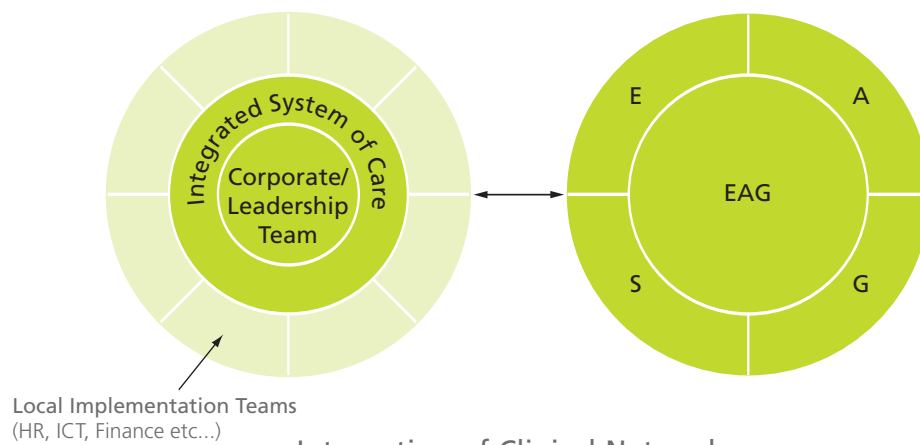 Integrated System of Care
Corporate/
Leadership
Team
E
A
EAG
S
G
Local Implementation Teams
(HR, ICT, Finance etc...)